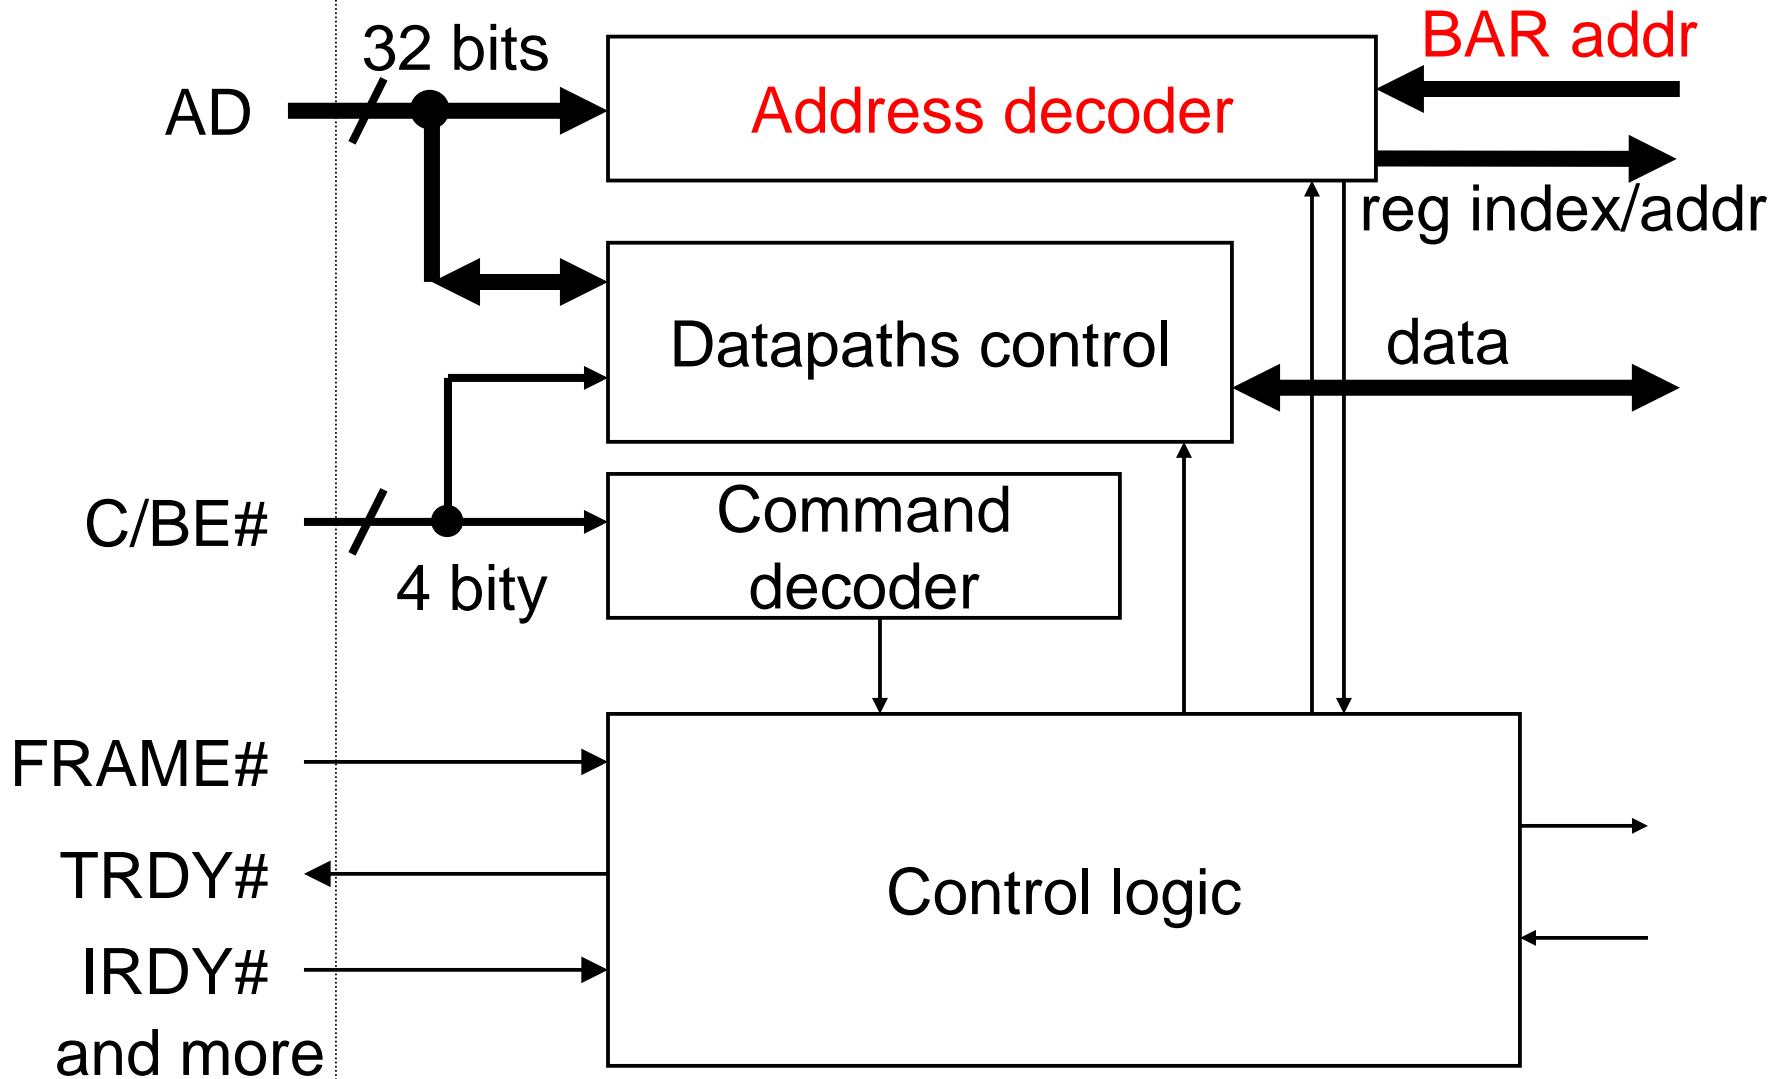 32 bits
BAR addr
AD
Address decoder
reg index/addr
Datapaths control
data
C/BE#
Command
decoder
4 bity
FRAME#
TRDY#
Control logic
IRDY#
and more